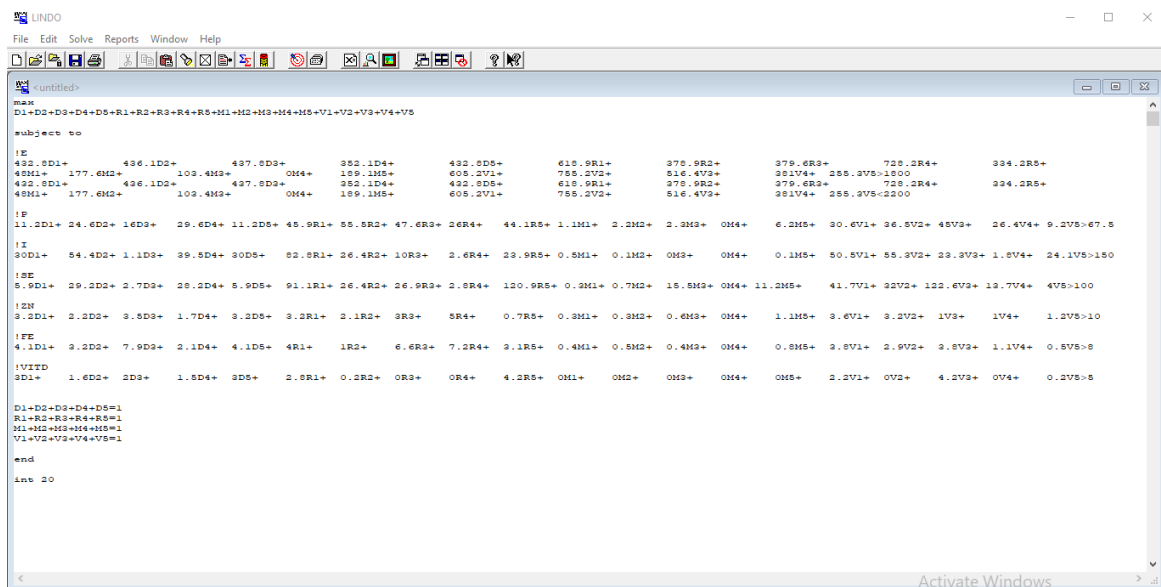 LINDO
File Edit Solve Reports Window Help
<untitled>
max
D1+D2+D3+D4+D5+R1+R2+R3+R4+R5+M1+M2+M3+M4+M5+V1+V2+V3+V4+V5
subject to
!E
432.8D1+ 436.1D2+ 437.8D3+ 352.1D4+ 432.8D5+ 618.9R1+ 378.9R2+ 379.6R3+ 728.2R4+ 334.2R5+
48M1+ 177.6M2+ 103.4M3+ 0M4+ 189.1M5+ 605.2V1+ 755.2V2+ 516.4V3+ 381V4+ 255.3V5>1800
432.8D1+ 436.1D2+ 437.8D3+ 352.1D4+ 432.8D5+ 618.9R1+ 378.9R2+ 379.6R3+ 728.2R4+ 334.2R5+
48M1+ 177.6M2+ 103.4M3+ 0M4+ 189.1M5+ 605.2V1+ 755.2V2+ 516.4V3+ 381V4+ 255.3V5<2200
!P
11.2D1+ 24.6D2+ 16D3+ 29.6D4+ 11.2D5+ 45.9R1+ 55.5R2+ 47.6R3+ 26R4+ 44.1R5+ 1.1M1+ 2.2M2+ 2.3M3+ 0M4+ 6.2M5+ 30.6V1+ 36.5V2+ 45V3+ 26.4V4+ 9.2V5>67.5
!I
30D1+ 54.4D2+ 1.1D3+ 39.5D4+ 30D5+ 82.8R1+ 26.4R2+ 10R3+ 2.6R4+ 23.9R5+ 0.5M1+ 0.1M2+ 0M3+ 0M4+ 0.1M5+ 50.5V1+ 55.3V2+ 23.3V3+ 1.8V4+ 24.1V5>150
!SE
5.9D1+ 29.2D2+ 2.7D3+ 28.2D4+ 5.9D5+ 91.1R1+ 26.4R2+ 26.9R3+ 2.8R4+ 120.9R5+ 0.3M1+ 0.7M2+ 15.5M3+ 0M4+ 11.2M5+ 41.7V1+ 32V2+ 122.6V3+ 13.7V4+ 4V5>100
!ZN
3.2D1+ 2.2D2+ 3.5D3+ 1.7D4+ 3.2D5+ 3.2R1+ 2.1R2+ 3R3+ 5R4+ 0.7R5+ 0.3M1+ 0.3M2+ 0.6M3+ 0M4+ 1.1M5+ 3.6V1+ 3.2V2+ 1V3+ 1V4+ 1.2V5>10
!FE
4.1D1+ 3.2D2+ 7.9D3+ 2.1D4+ 4.1D5+ 4R1+ 1R2+ 6.6R3+ 7.2R4+ 3.1R5+ 0.4M1+ 0.5M2+ 0.4M3+ 0M4+ 0.8M5+ 3.8V1+ 2.9V2+ 3.8V3+ 1.1V4+ 0.5V5>8
!VITD
3D1+ 1.6D2+ 2D3+ 1.5D4+ 3D5+ 2.8R1+ 0.2R2+ 0R3+ 0R4+ 4.2R5+ 0M1+ 0M2+ 0M3+ 0M4+ 0M5+ 2.2V1+ 0V2+ 4.2V3+ 0V4+ 0.2V5>5
D1+D2+D3+D4+D5=1
R1+R2+R3+R4+R5=1
M1+M2+M3+M4+M5=1
V1+V2+V3+V4+V5=1
end
int 20
Activate Windows